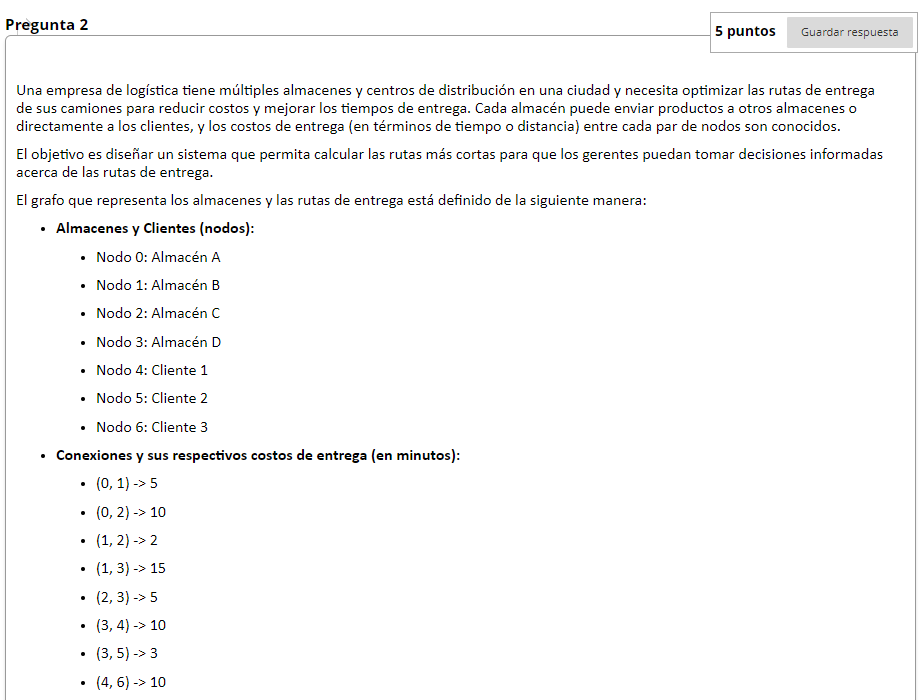 Pregunta 2
5 puntos
Guardar respuesta
Una empresa de logística tiene múltiples almacenes y centros de distribución en una ciudad y necesita optimizar las rutas de entrega
de sus camiones para reducir costos y mejorar los tiempos de entrega. Cada almacén puede enviar productos a otros almacenes o
directamente a los clientes, y los costos de entrega (en términos de tiempo o distancia) entre cada par de nodos son conocidos.
El objetivo es diseñar un sistema que permita calcular las rutas más cortas para que los gerentes puedan tomar decisiones informadas
acerca de las rutas de entrega.
El grafo que representa los almacenes y las rutas de entrega está definido de la siguiente manera:
• Almacenes y Clientes (nodos):
• Nodo 0: Almacén A
• Nodo 1: Almacén B
• Nodo 2: Almacén C
• Nodo 3: Almacén D
• Nodo 4: Cliente 1
• Nodo 5: Cliente 2
• Nodo 6: Cliente 3
• Conexiones y sus respectivos costos de entrega (en minutos):
• (0, 1) -> 5
• (0, 2) -> 10
• (1, 2) -> 2
• (1, 3) -> 15
• (2, 3) -> 5
• (3, 4) -> 10
• (3, 5) -> 3
• (4, 6) -> 10